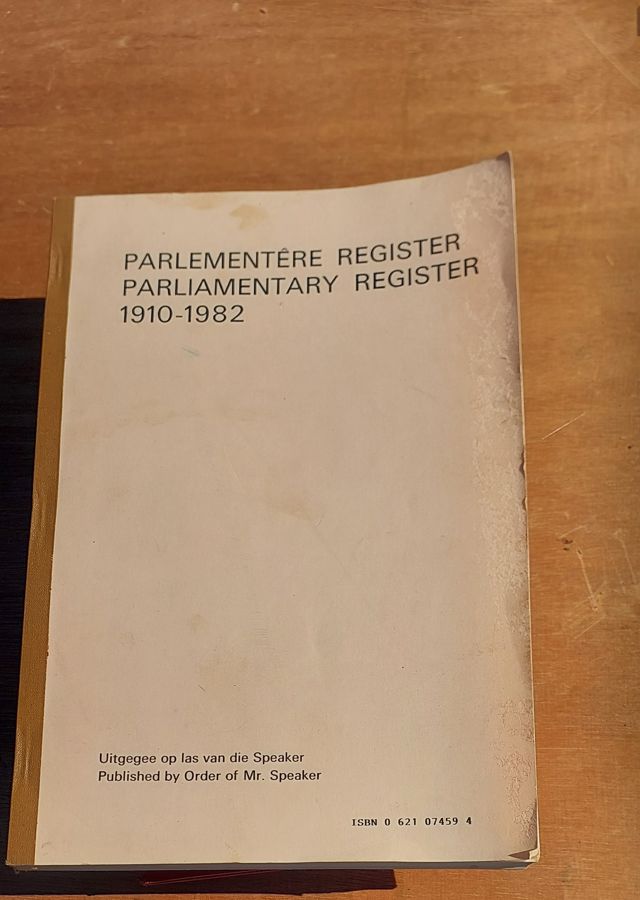 PARLEMENTÊRE REGISTER
PARLIAMENTARY REGISTER
1910-1982
Uitgegee op las van die Speaker
Published by Order of Mr. Speaker
ISBN 0 621 07459 4